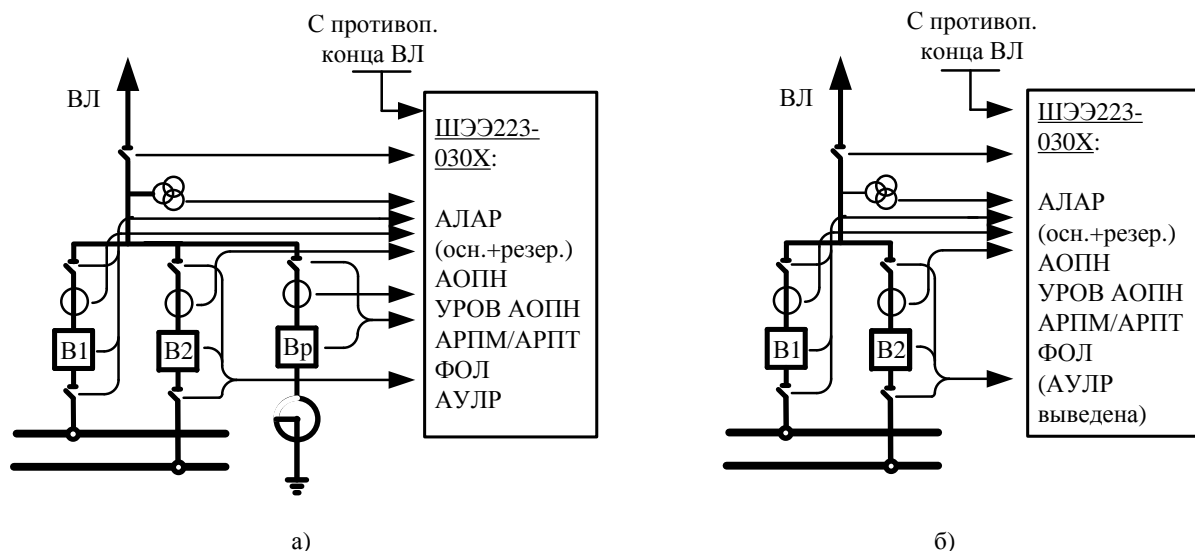 С противоп.
конца ВЛ
ВЛ
ШЭЭ223-
030Х:
АЛАР
(осн.+резер.)
АОПН
УРОВ АОПН
АРПМ/АРПТ
ФОЛ
АУЛР
В1
В2
Вр
а)
С противоп.
конца ВЛ
ВЛ
ШЭЭ223-
030Х:
АЛАР
(осн.+резер.)
АОПН
УРОВ АОПН
АРПМ/АРПТ
ФОЛ
(АУЛР
выведена)
В1
В2
б)